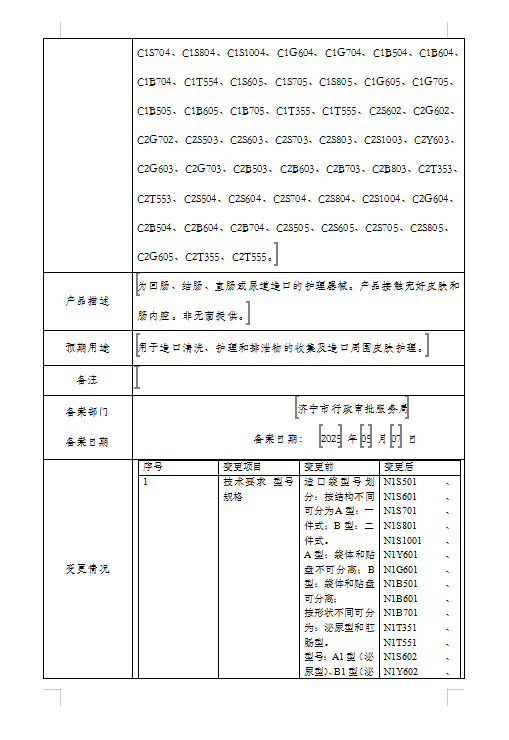 C1S704、C1S804、C1S1004、C1G604、C1G704、C1B504、C1B604、
C1B704、C1T554、C1S605、C1S705、C1S805、C1G605、C1G705、
C1B505、C1B605、C1B705、C1T355、C1T555、C2S602、C2G602、
C2G702、C2S503、C2S603、C2S703、C2S803、C2S1003、C2Y603、
C2G603、C2G703、C2B503、C2B603、C2B703、C2B803、C2T353、
C2T553、C2S504、C2S604、C2S704、C2S804、C2S1004、C2G604、
C2B504、C2B604、C2B704、C2S505、C2S605、C2S705、C2S805、
C2G605、C2T355、C2T555。
产品描述
为回肠、结肠、直肠或尿道造口的护理器械。产品接触完好皮肤和
肠内腔。非无菌提供。
预期用途
用于造口清洗、护理和排泄物的收集及造口周围皮肤护理。
备注
备案部门
济宁市行政审批服务局
备案日期
备案日期： 2025 年 05 月 07 日
变更情况
序号 变更项目 变更前 变更后
1 技术要求 型号 造口袋型号划 N1S501 、
规格 分：按结构不同 N1S601 、
可分为A型：一 N1S701 、
件式；B型：二 N1S801 、
件式。 N1S1001 、
A型：袋体和贴 N1Y601 、
盘不可分离；B N1G601 、
型：袋体和贴盘 N1B501 、
可分离； N1B601 、
按形状不同可分 N1B701 、
为：泌尿型和肛 N1T351 、
肠型。 N1T551 、
型号：A1型（泌 N1S602 、
尿型）、B1型（泌 N1Y602 、